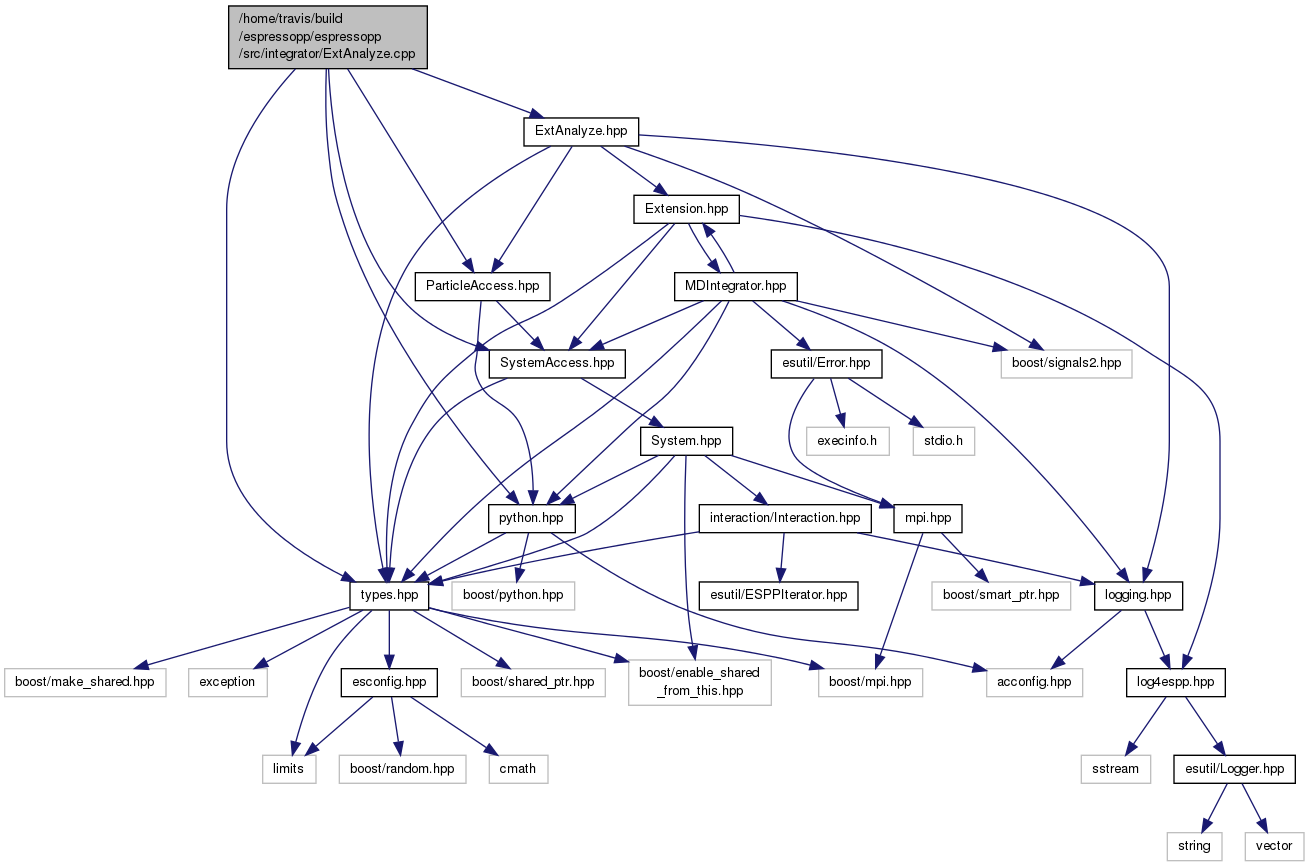 /home/travis/build
/espressopp/espressopp
/src/integrator/ExtAnalyze.cpp
ExtAnalyze.hpp
Extension.hpp
ParticleAccess.hpp
MDIntegrator.hpp
SystemAccess.hpp
esutil/Error.hpp
boost/signals2.hpp
System.hpp
execinfo.h
stdio.h
python.hpp
interaction/Interaction.hpp
mpi.hpp
types.hpp
boost/python.hpp
esutil/ESPPIterator.hpp
boost/smart_ptr.hpp
logging.hpp
boost/make_shared.hpp
exception
esconfig.hpp
boost/shared_ptr.hpp
boost/enable_shared
_from_this.hpp
boost/mpi.hpp
acconfig.hpp
log4espp.hpp
limits
boost/random.hpp
cmath
sstream
esutil/Logger.hpp
string
vector